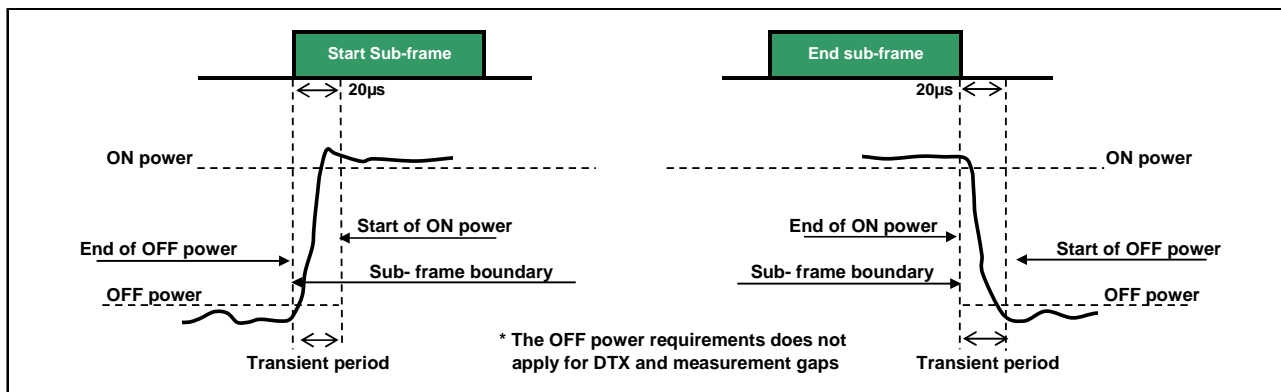 Start Sub-frame
End sub-frame
20µs
20µs
ON power
ON power
Start of ON power
End of ON power
End of OFF power
Start of OFF power
Sub- frame boundary
Sub- frame boundary
OFF power
OFF power
* The OFF power requirements does not
apply for DTX and measurement gaps
Transient period
Transient period